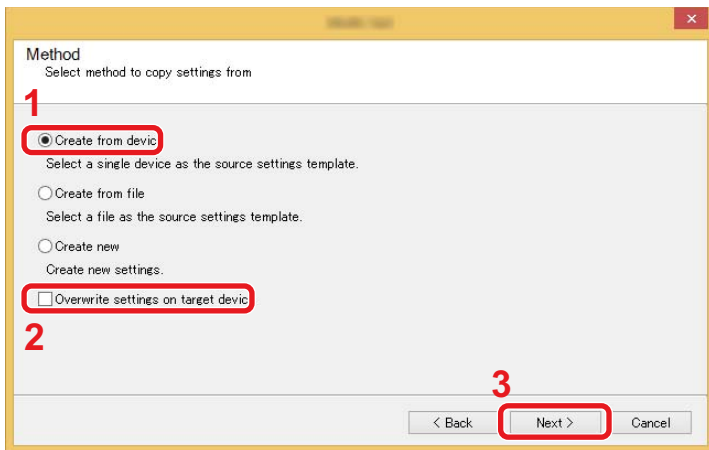 Method
Select method to copy settings from
1
Create from devic
Select a single device as the source settings template.
Create from file
Select a file as the source settings template.
Create new
Create new settings.
Overwrite settings on target devic
2
3
< Back Next > Cancel